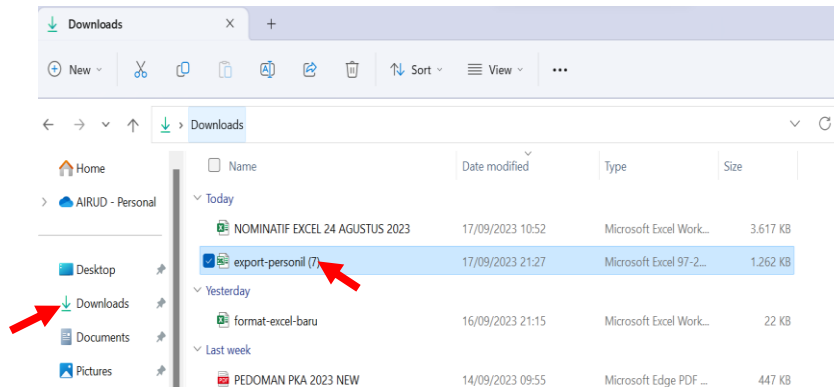 Downloads
New
Sort
View
Downloads
Home
AIRUD - Personal
Desktop
Downloads
Documents
Pictures
Name Date modified Type Size
Today
NOMINATIF EXCEL 24 AGUSTUS 2023 17/09/2023 10:52 Microsoft Excel Work... 3.617 KB
export-personil (7) 17/09/2023 21:27 Microsoft Excel 97-2... 1.262 KB
Yesterday
format-excel-baru 16/09/2023 21:15 Microsoft Excel Work... 22 KB
Last week
PEDOMAN PKA 2023 NEW 14/09/2023 09:55 Microsoft Edge PDF ... 447 KB